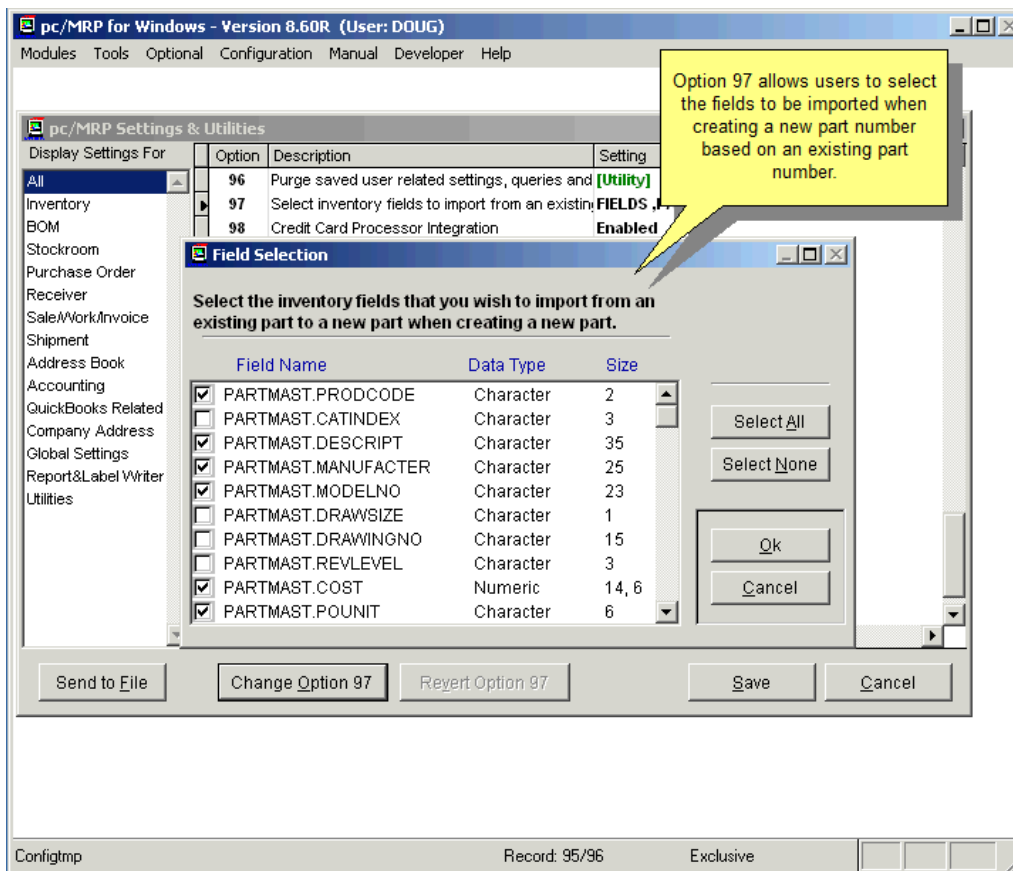 pc/MRP for Windows - Version 8.60R (User: DOUG)
Modules Tools Optional Configuration Manual Developer Help
Option 97 allows users to select
the fields to be imported when
creating a new part number
based on an existing part
number.
pc/MRP Settings & Utilities
Display Settings For
Option Description Setting
All
Inventory
BOM
Stockroom
Purchase Order
Receiver
Sale/Work/Invoice
Shipment
Address Book
Accounting
QuickBooks Related
Company Address
Global Settings
Report&Label Writer
Utilities
96 Purge saved user related settings, queries and [Utility]
97 Select inventory fields to import from an existin FIELDS
98 Credit Card Processor Integration Enabled
Field Selection
Select the inventory fields that you wish to import from an
existing part to a new part when creating a new part.
Field Name Data Type Size
PARTMAST.PRODCODE Character 2
PARTMAST.CATINDEX Character 3
PARTMAST.DESCRIPT Character 35
PARTMAST.MANUFACTER Character 25
PARTMAST.MODELNO Character 23
PARTMAST.DRAWSIZE Character 1
PARTMAST.DRAWINGNO Character 15
PARTMAST.REVLEVEL Character 3
PARTMAST.COST Numeric 14, 6
PARTMAST.POUNIT Character 6
Select All
Select None
Ok
Cancel
Send to File Change Option 97 Revert Option 97 Save Cancel
Configtmp Record: 95/96 Exclusive